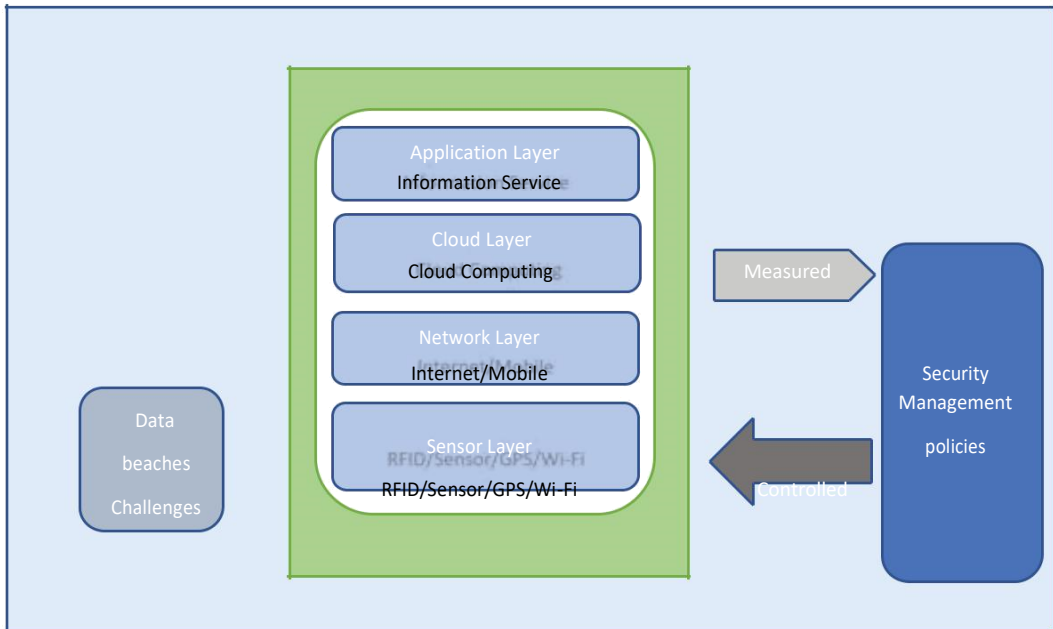 Application Layer
Information Service
Cloud Layer
Cloud Computing
Network Layer
Internet/Mobile
Sensor Layer
RFID/Sensor/GPS/Wi-Fi
RFID/Sensor/GPS/Wi-Fi
Data
beaches
Challenges
Measured
Controlled
Security
Management
policies